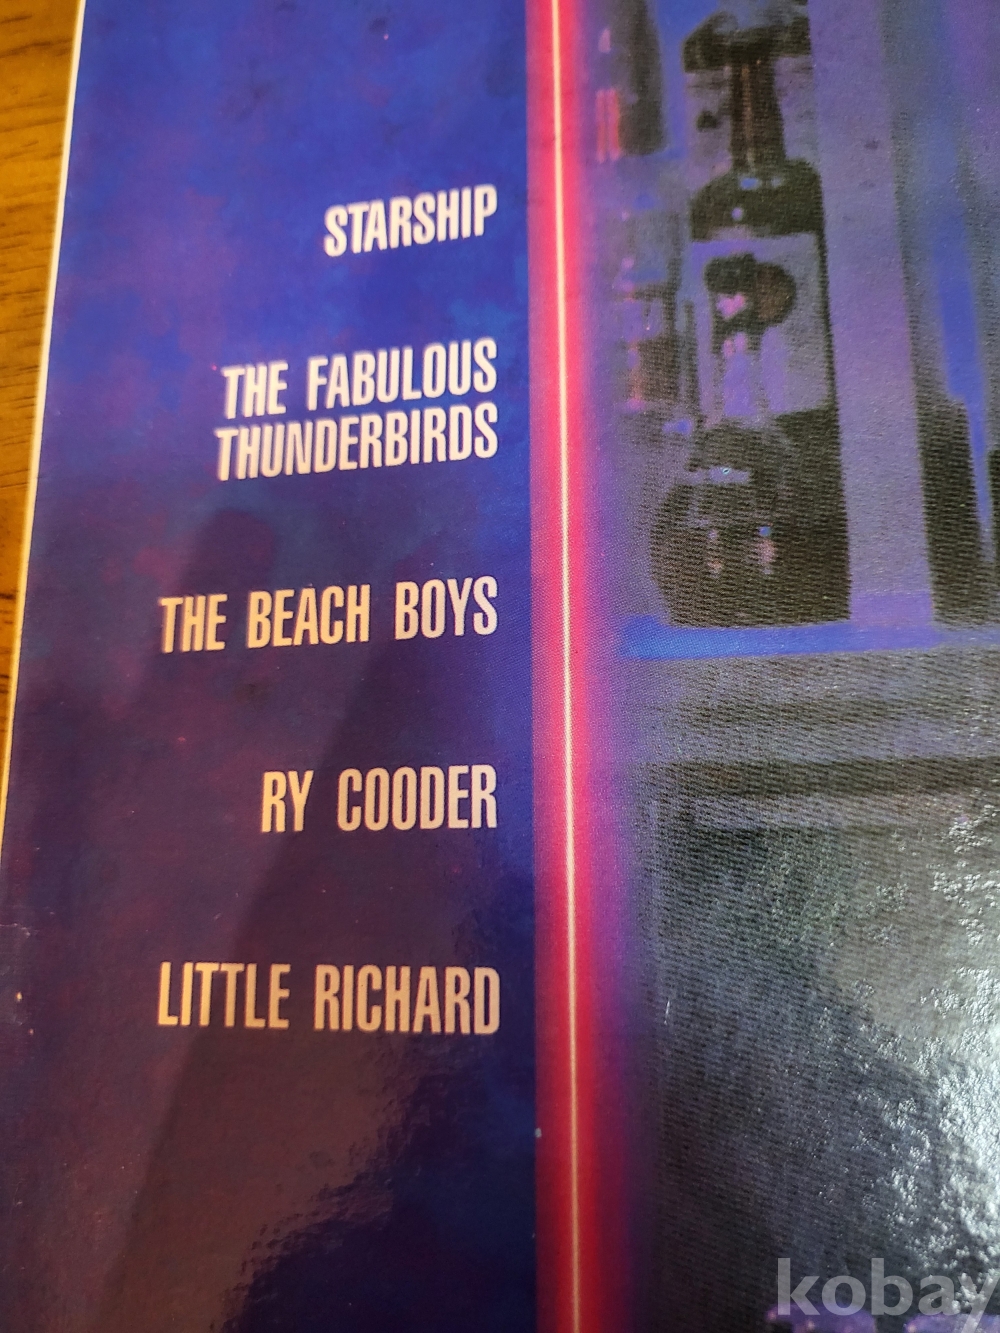 STARSHIP
THE FABULOUS
THUNDERBIRDS
THE BEACH BOYS
RY COODER
LITTLE RICHARD
kobay